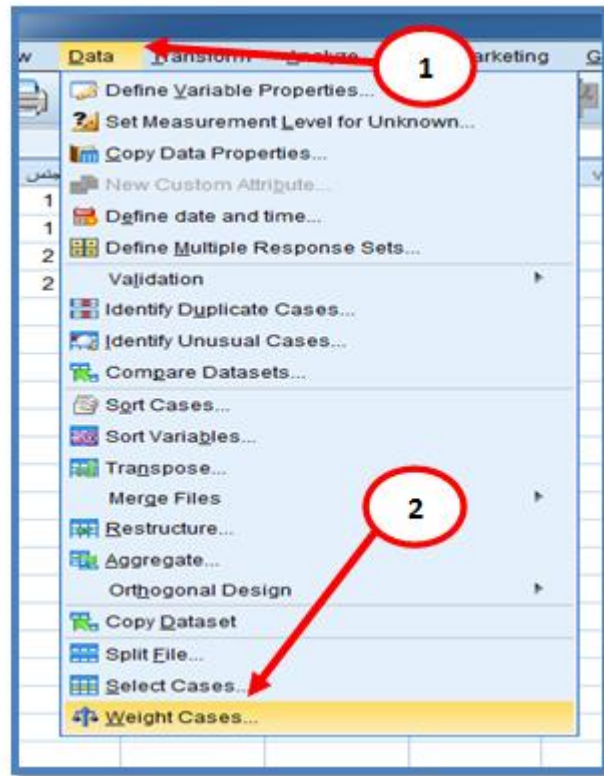 w Data Transform Analyze arketing G
1
Define Variable Properties...
Set Measurement Level for Unknown...
Copy Data Properties...
جنس v
New Custom Attribute...
1
Define date and time...
1
Define Multiple Response Sets...
2
Validation
2
Identify Duplicate Cases...
Identify Unusual Cases...
Compare Datasets...
Sort Cases...
Sort Variables...
Transpose...
Merge Files
2
Restructure...
Aggregate...
Orthogonal Design
Copy Dataset
Split File...
Select Cases...
Weight Cases...